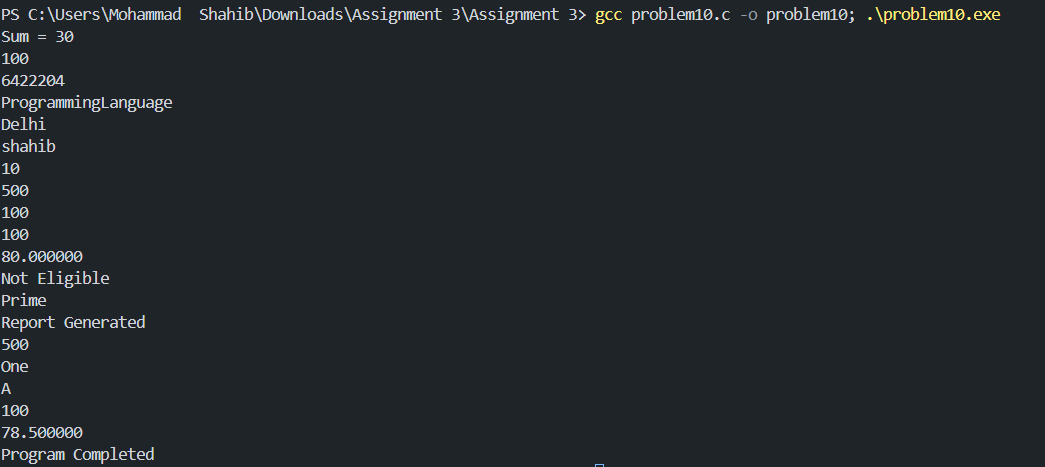 PS C:\Users\Mohammad  Shahib\Downloads\Assignment 3\Assignment 3> gcc problem10.c -o problem10; .\problem10.exe
Sum = 30
100
6422204
ProgrammingLanguage
Delhi
shahib
10
500
100
100
80.000000
Not Eligible
Prime
Report Generated
500
One
A
100
78.500000
Program Completed